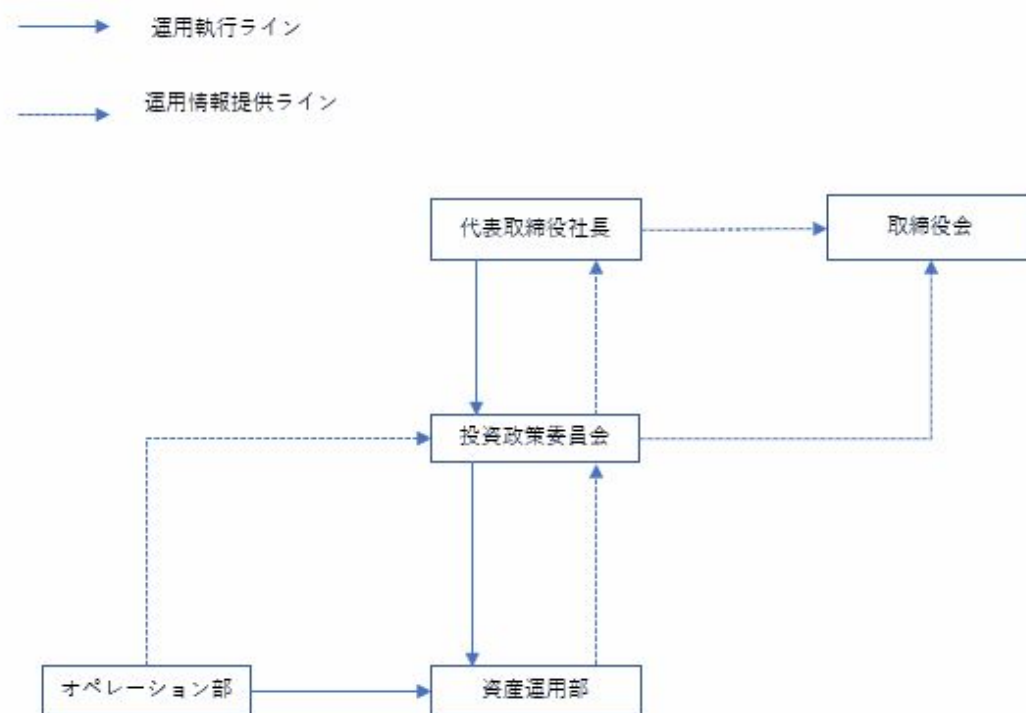 運用執行ライン
運用情報提供ライン
代表取締役社長
取締役会
投資政策委員会
オペレーション部
資産運用部